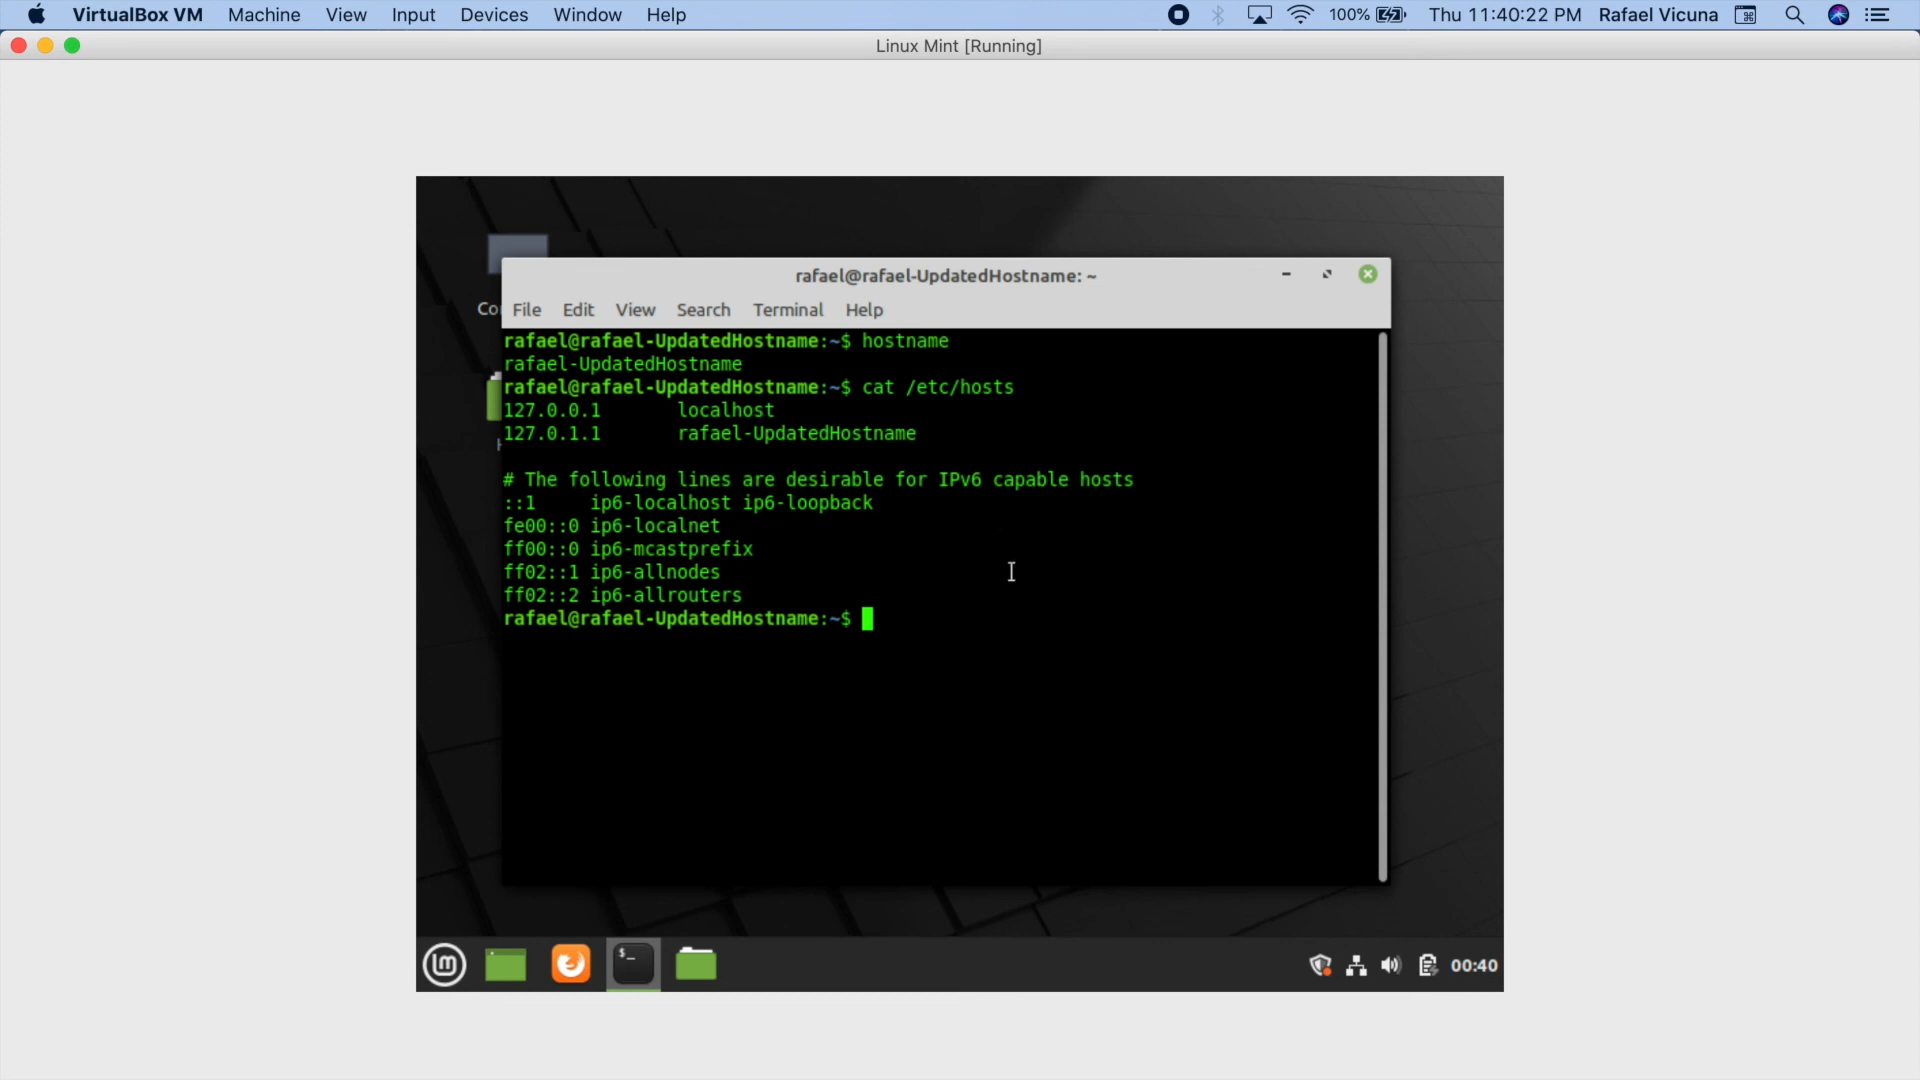 VirtualBox VM Machine View Input Devices Window Help 100% Thu 11:40:22 PM Rafael Vicuna
Linux Mint [Running]
rafael@rafael-UpdatedHostname: ~
Co File Edit View Search Terminal Help
rafael@rafael-UpdatedHostname:~$ hostname
rafael-UpdatedHostname
rafael@rafael-UpdatedHostname:~$ cat /etc/hosts
127.0.0.1 localhost
127.0.1.1 rafael-UpdatedHostname
# The following lines are desirable for IPv6 capable hosts
::1 ip6-localhost ip6-loopback
fe00::0 ip6-localnet
ff00::0 ip6-mcastprefix
ff02::1 ip6-allnodes
ff02::2 ip6-allrouters
rafael@rafael-UpdatedHostname:~$
$_
00:40